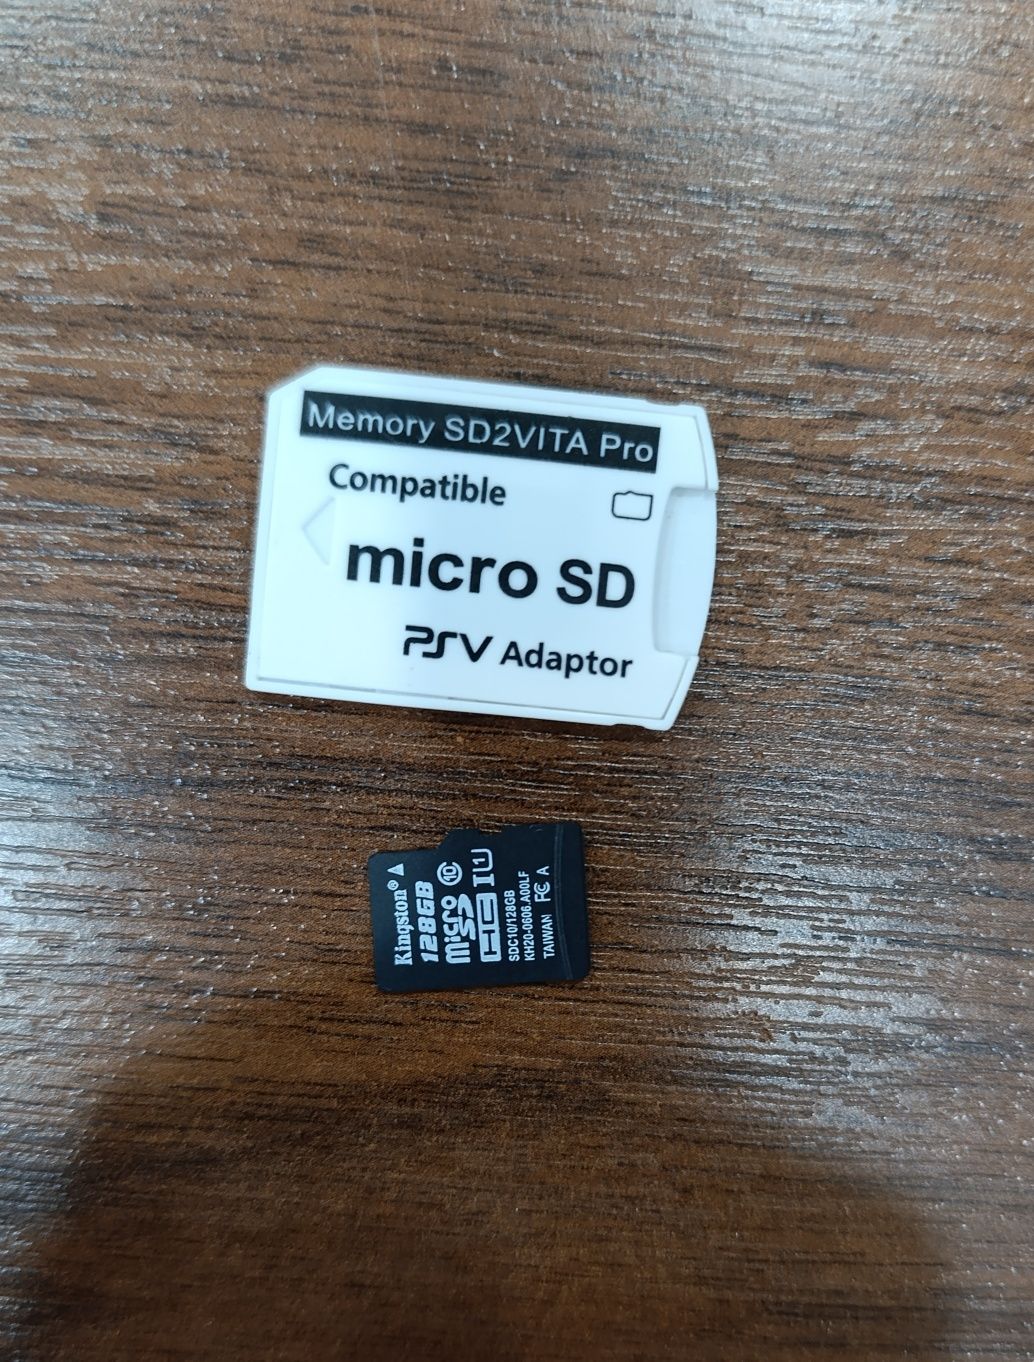 Memory SD2VITA Pro
Compatible
micro SD
PSV Adaptor
Kingston®
128GB
micro SD HC I U1
10
SDC10/128GB
KH20-0606.A00LF
TAIWAN FC A